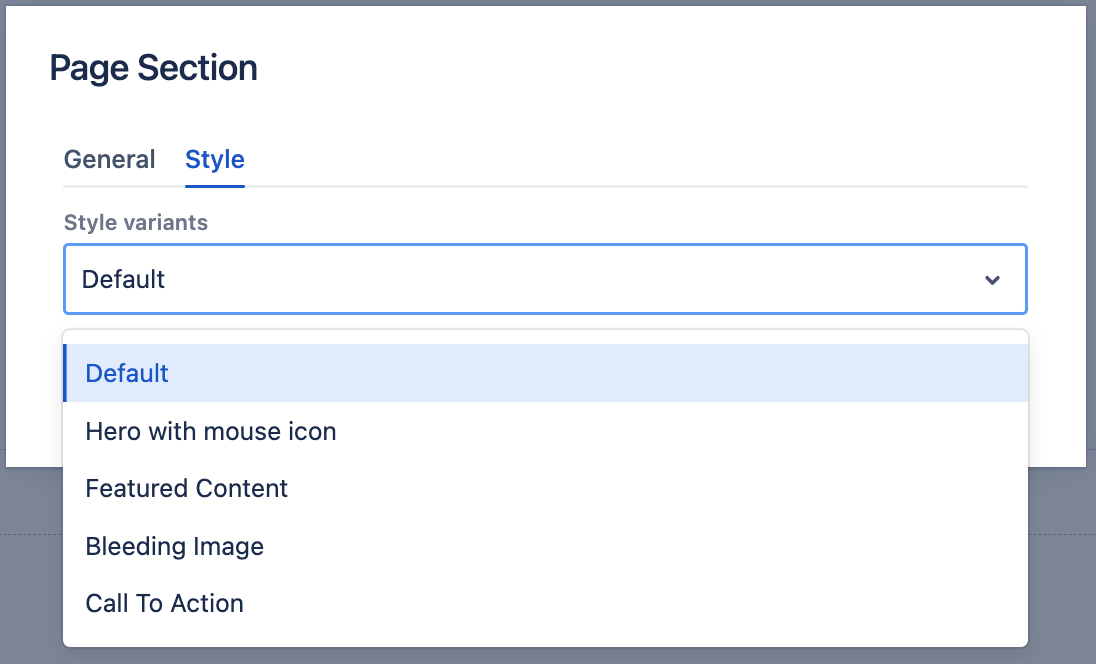 Page Section
General Style
Style variants
Default
Default
Hero with mouse icon
Featured Content
Bleeding Image
Call To Action